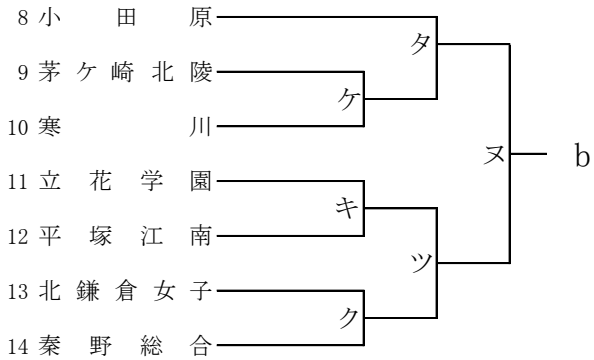 8 小田原
タ
9 茅ケ崎北陵
ケ
10 寒川
ヌ b
11 立花学園
キ
12 平塚江南
ツ
13 北鎌倉女子
ク
14 秦野総合